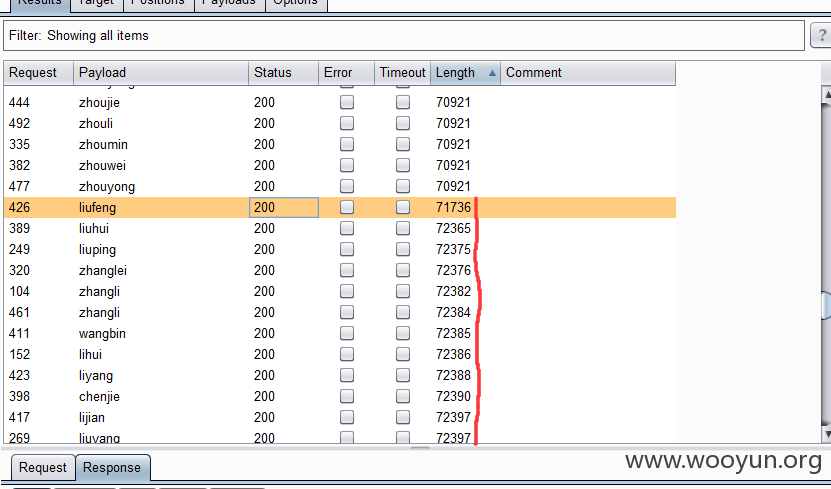 Results Target Positions Payloads Options
Filter: Showing all items ?
Request Payload Status Error Timeout Length Comment
444 zhoujie 200 70921
492 zhouli 200 70921
335 zhoumin 200 70921
382 zhouwei 200 70921
477 zhouyong 200 70921
426 liufeng 200 71736
389 liuhui 200 72365
249 liuping 200 72375
320 zhanglei 200 72376
104 zhangli 200 72382
461 zhangli 200 72384
411 wangbin 200 72385
152 lihui 200 72386
423 liyang 200 72388
398 chenjie 200 72390
417 lijian 200 72397
269 liuyang 200 72397
Request Response
www.wooyun.org